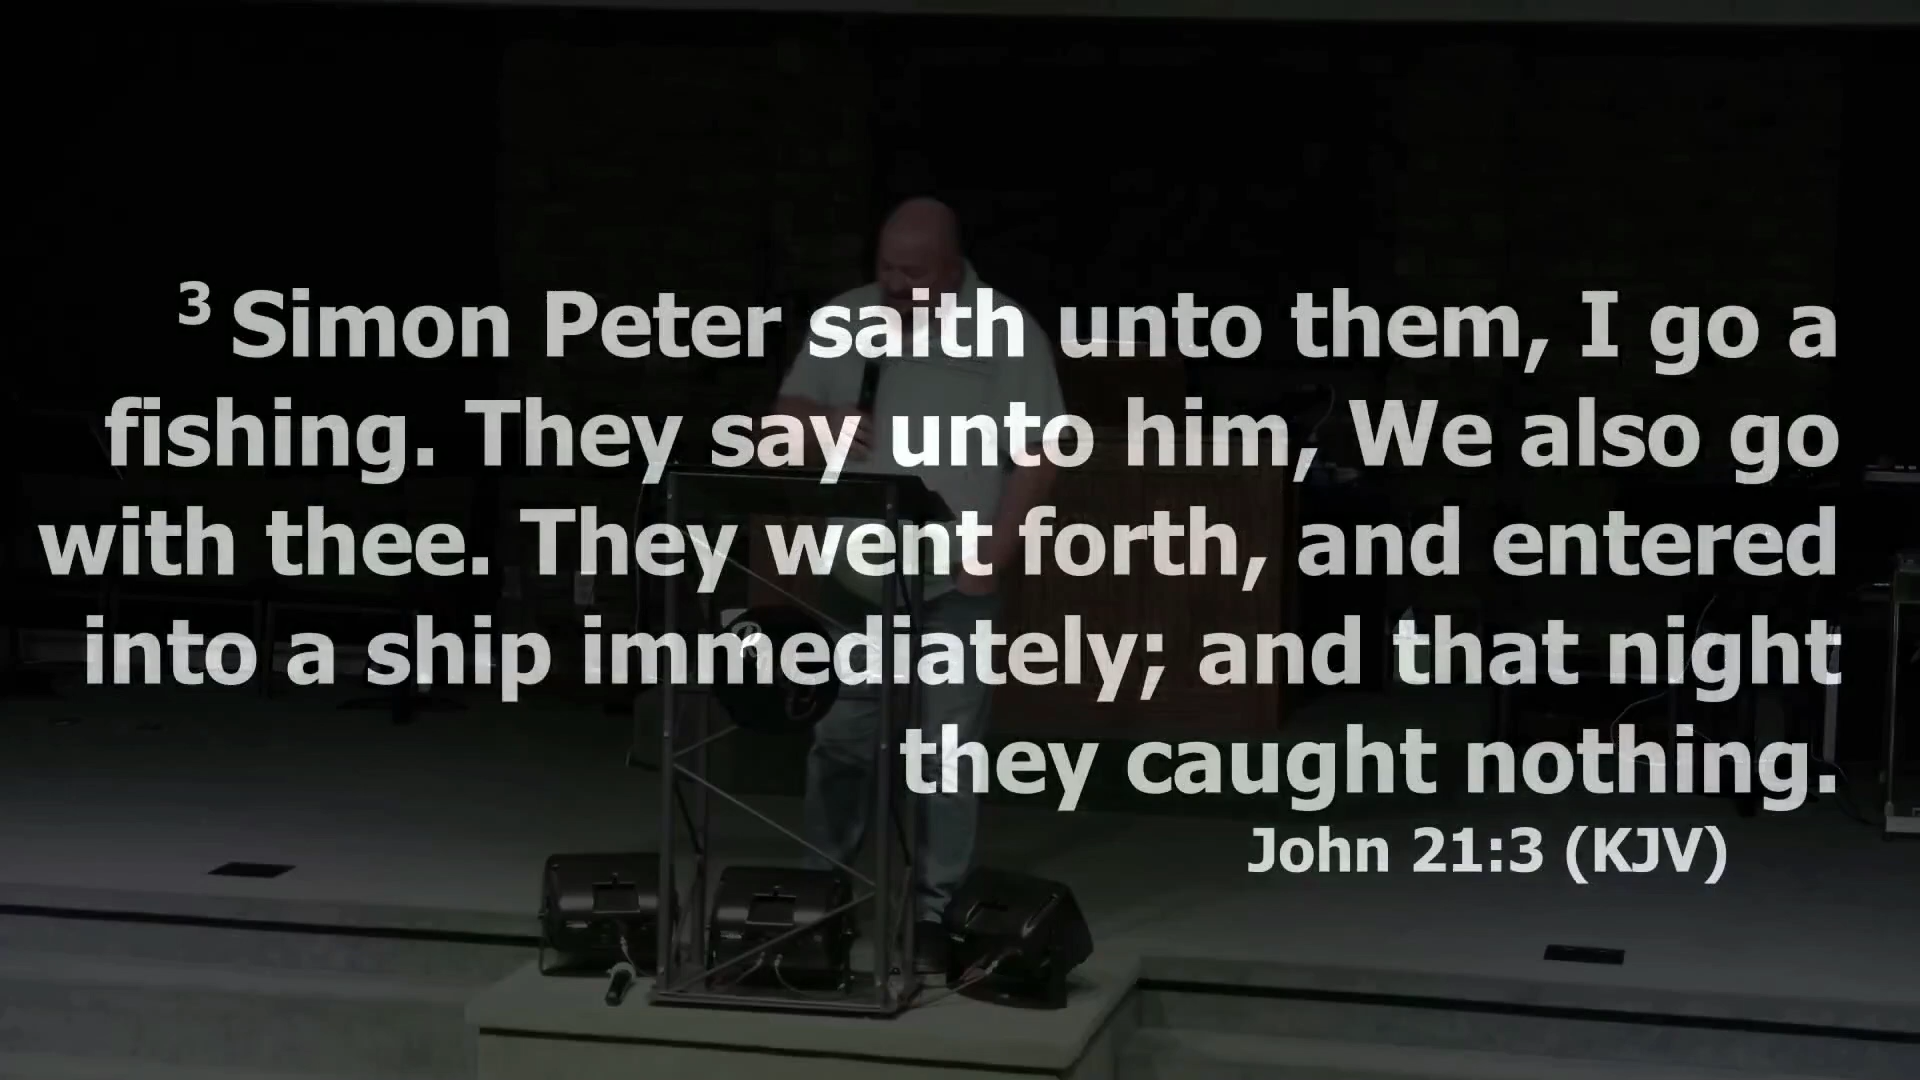 3 Simon Peter saith unto them, I go a
fishing. They say unto him, We also go
with thee. They went forth, and entered
into a ship immediately; and that night
they caught nothing.
John 21:3 (KJV)